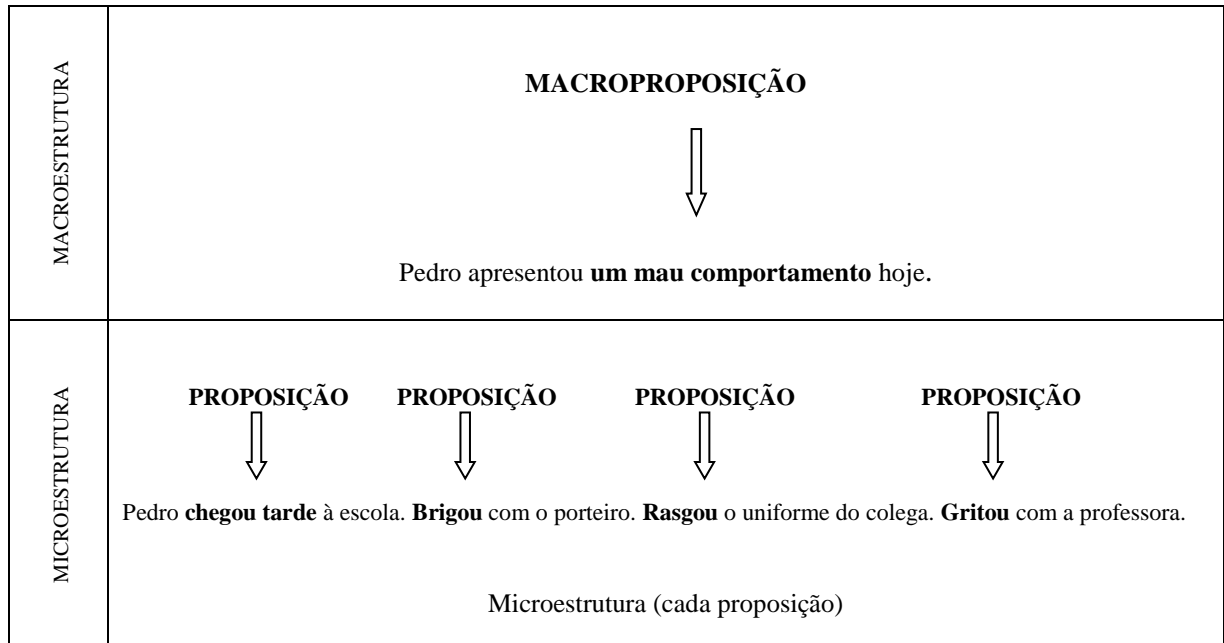 MACROESTRUTURA
MACROPROPOSIÇÃO
Pedro apresentou um mau comportamento hoje.
MICROESTRUTURA
PROPOSIÇÃO PROPOSIÇÃO PROPOSIÇÃO PROPOSIÇÃO
Pedro chegou tarde à escola. Brigou com o porteiro. Rasgou o uniforme do colega. Gritou com a professora.
Microestrutura (cada proposição)